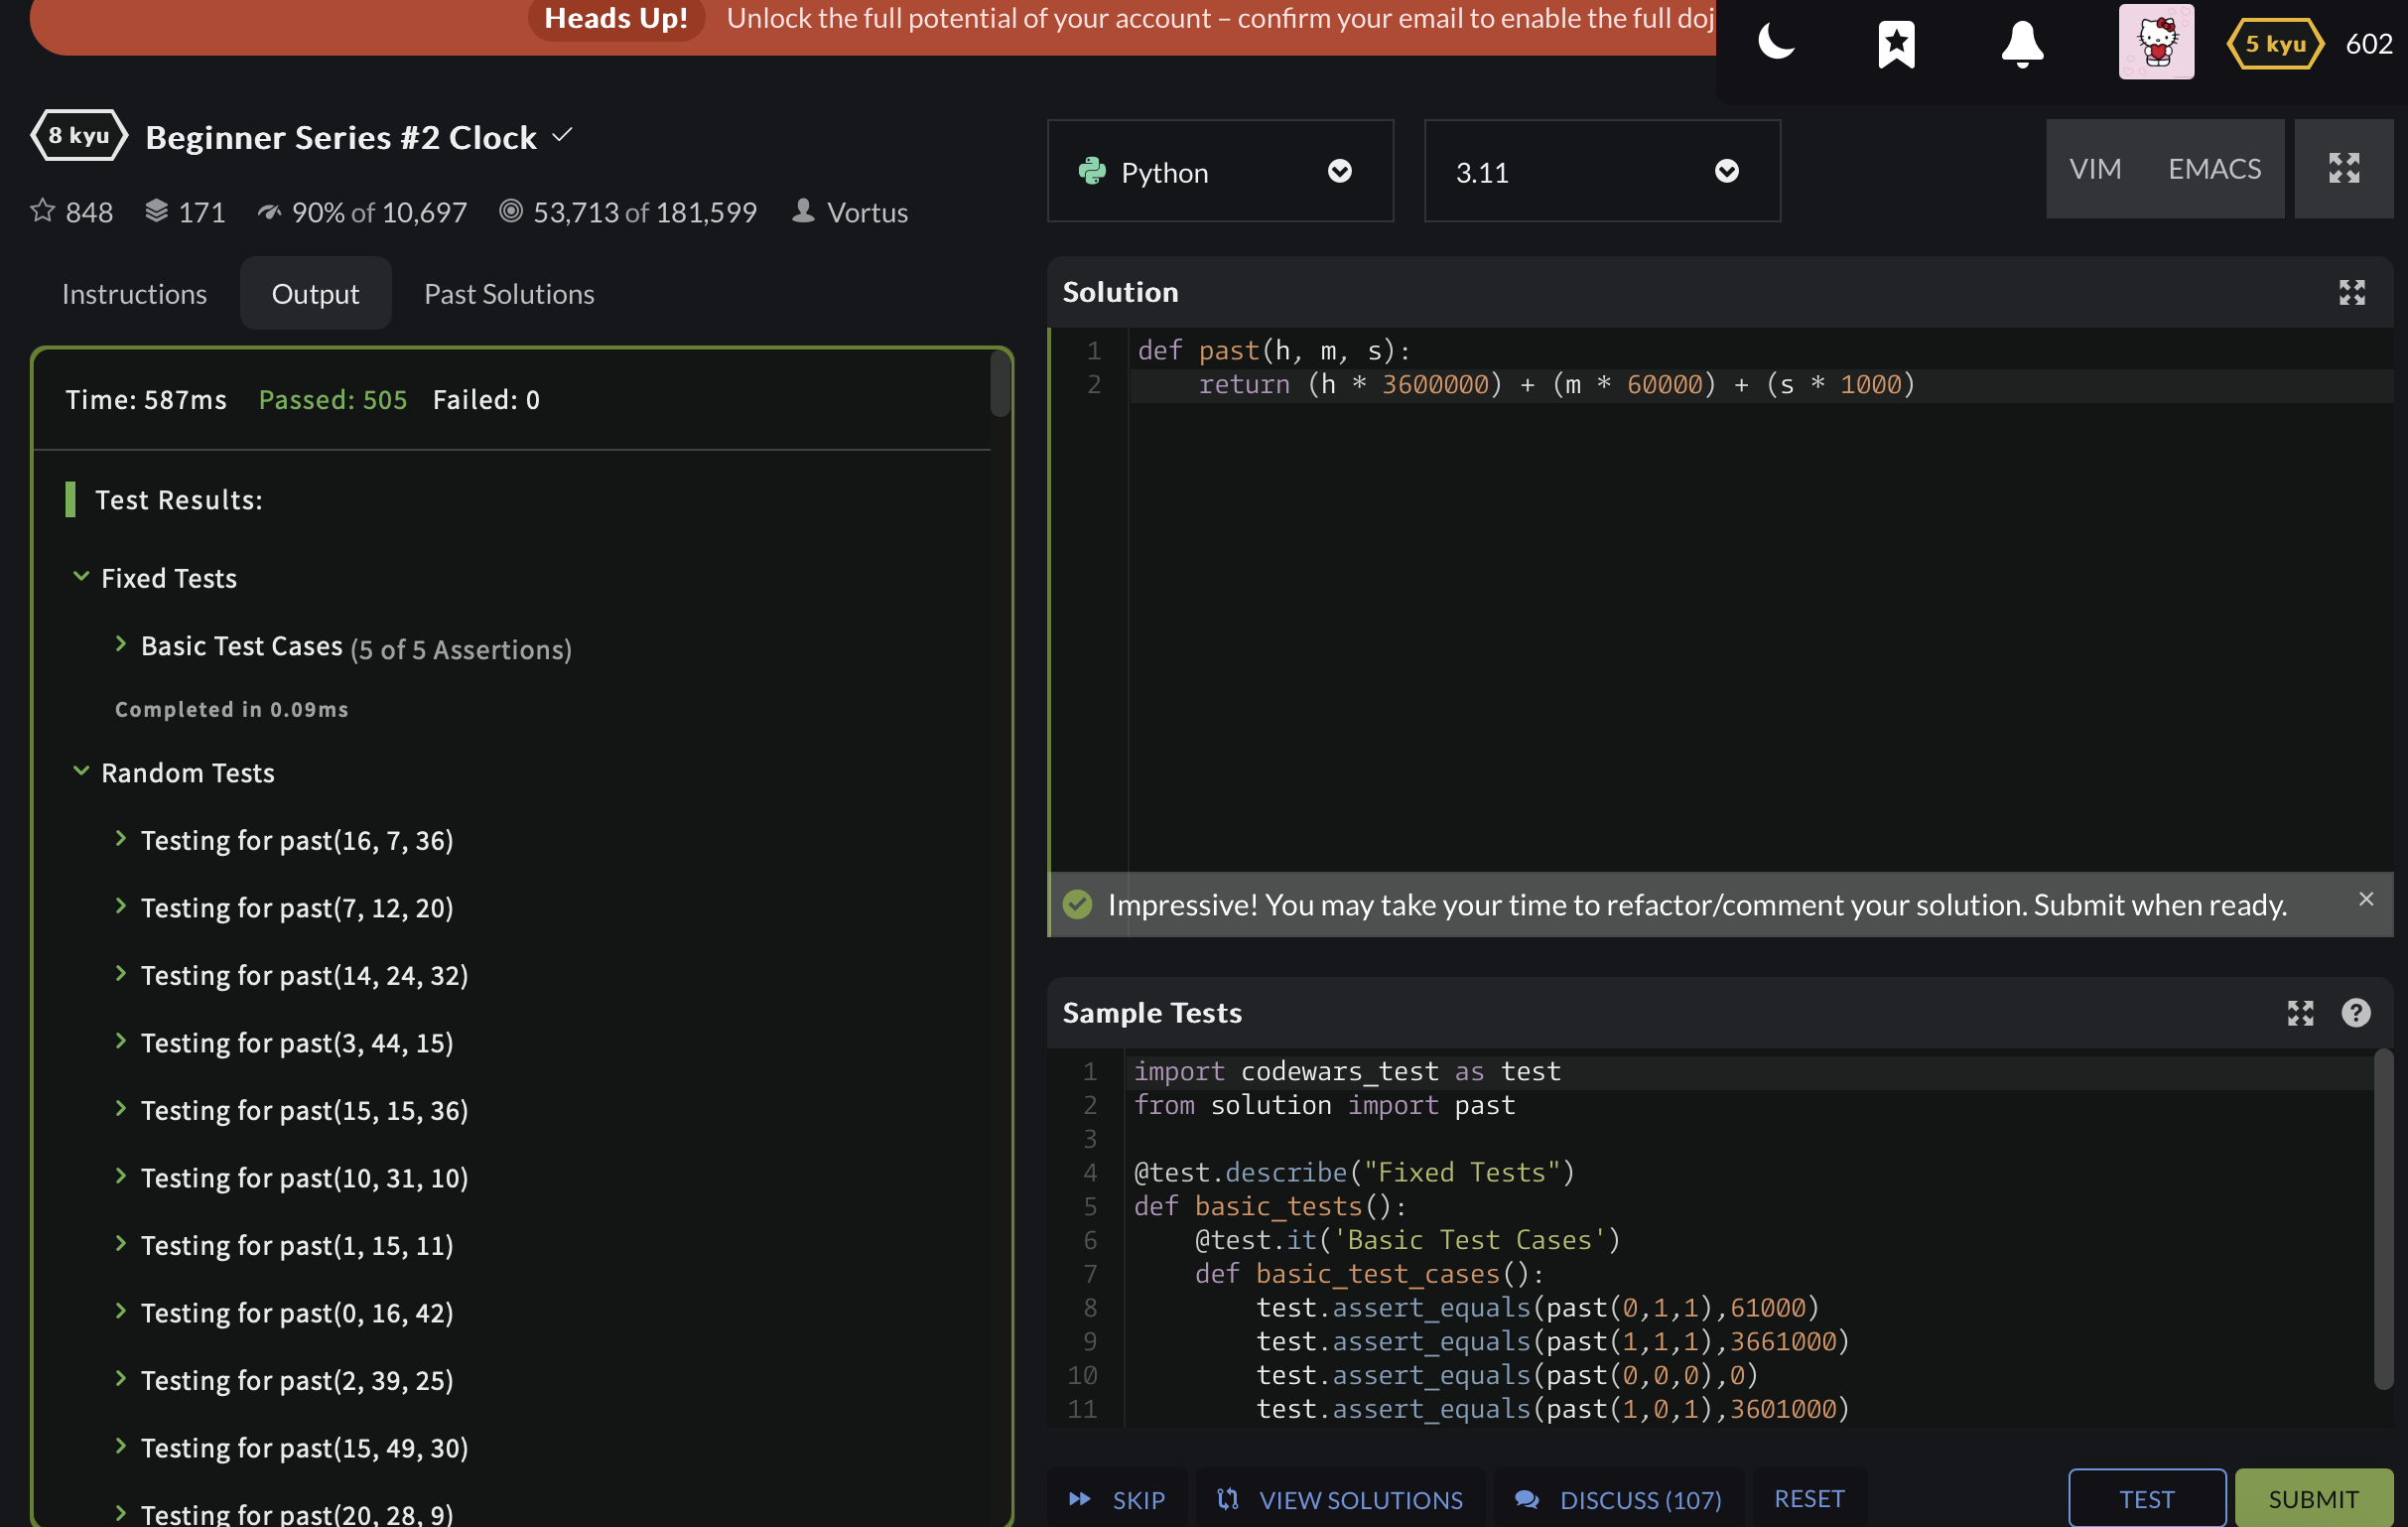 Heads Up! Unlock the full potential of your account – confirm your email to enable the full doj
5 kyu 602
8 kyu Beginner Series #2 Clock
848 171 90% of 10,697 53,713 of 181,599 Vortus
Instructions Output Past Solutions
Time: 587ms Passed: 505 Failed: 0
Test Results:
Fixed Tests
Basic Test Cases (5 of 5 Assertions)
Completed in 0.09ms
Random Tests
Testing for past(16, 7, 36)
Testing for past(7, 12, 20)
Testing for past(14, 24, 32)
Testing for past(3, 44, 15)
Testing for past(15, 15, 36)
Testing for past(10, 31, 10)
Testing for past(1, 15, 11)
Testing for past(0, 16, 42)
Testing for past(2, 39, 25)
Testing for past(15, 49, 30)
Testing for past(20, 28, 9)
Python 3.11 VIM EMACS
Solution
1 def past(h, m, s):
2     return (h * 3600000) + (m * 60000) + (s * 1000)
Impressive! You may take your time to refactor/comment your solution. Submit when ready.
Sample Tests
?
1 import codewars_test as test
2 from solution import past
3
4 @test.describe("Fixed Tests")
5 def basic_tests():
6     @test.it('Basic Test Cases')
7     def basic_test_cases():
8         test.assert_equals(past(0,1,1),61000)
9         test.assert_equals(past(1,1,1),3661000)
10         test.assert_equals(past(0,0,0),0)
11         test.assert_equals(past(1,0,1),3601000)
SKIP VIEW SOLUTIONS DISCUSS (107) RESET TEST SUBMIT